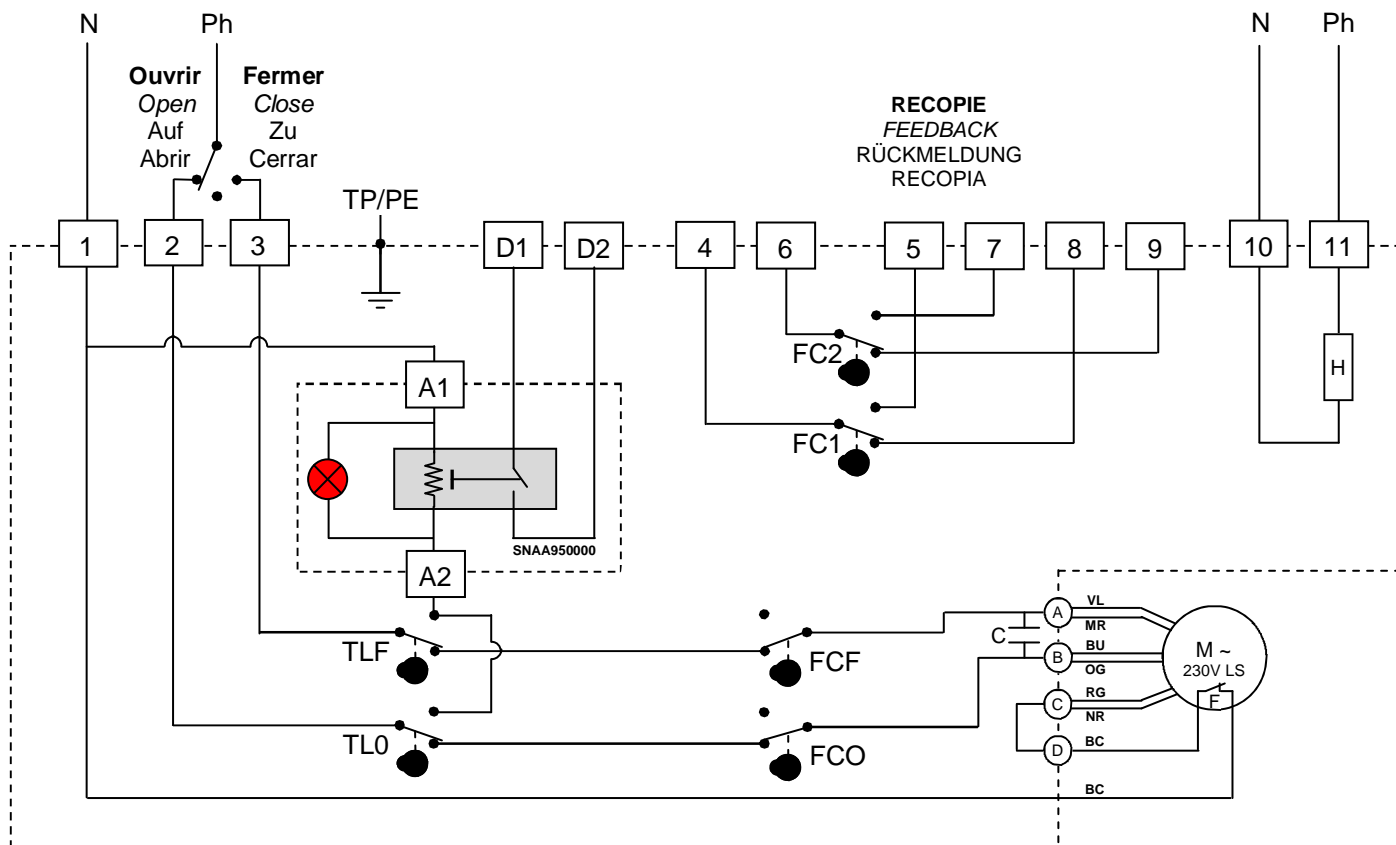 N
Ph
Ouvrir
Open
Auf
Abrir
Fermer
Close
Zu
Cerrar
TP/PE
RECOPIE
FEEDBACK
RÜCKMELDUNG
RECOPIA
N
Ph
1
2
3
D1
D2
4
6
5
7
8
9
10
11
A1
FC2
FC1
H
SNAA950000
A2
TLF
FCF
TL0
FCO
C
A
B
C
D
VL
MR
BU
OG
RG
NR
BC
BC
M ~
230V LS
F